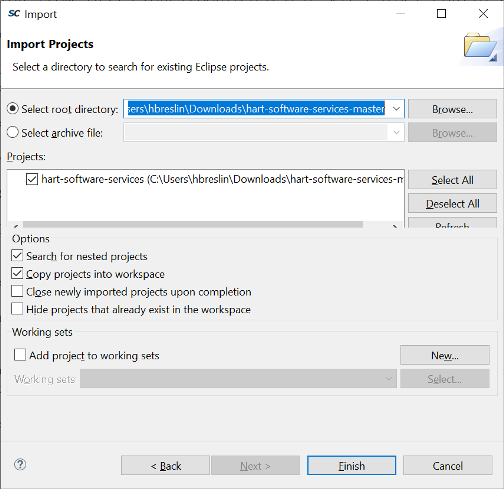 SC Import
Import Projects
Select a directory to search for existing Eclipse projects.
Select root directory: sers\hbreslin\Downloads\hart-software-services-master Browse...
Select archive file: Browse...
Projects:
hart-software-services (C:\Users\hbreslin\Downloads\hart-software-services-m Select All
Deselect All
Refresh
Options
Search for nested projects
Copy projects into workspace
Close newly imported projects upon completion
Hide projects that already exist in the workspace
Working sets
Add project to working sets New...
Working sets Select...
? < Back Next > Finish Cancel